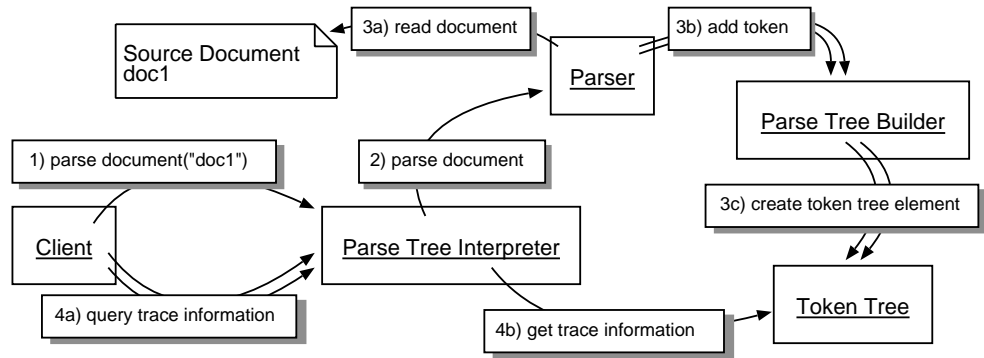 3a) read document
3b) add token
Source Document
doc1
Parser
Parse Tree Builder
1) parse document("doc1")
2) parse document
3c) create token tree element
Client
Parse Tree Interpreter
4a) query trace information
4b) get trace information
Token Tree